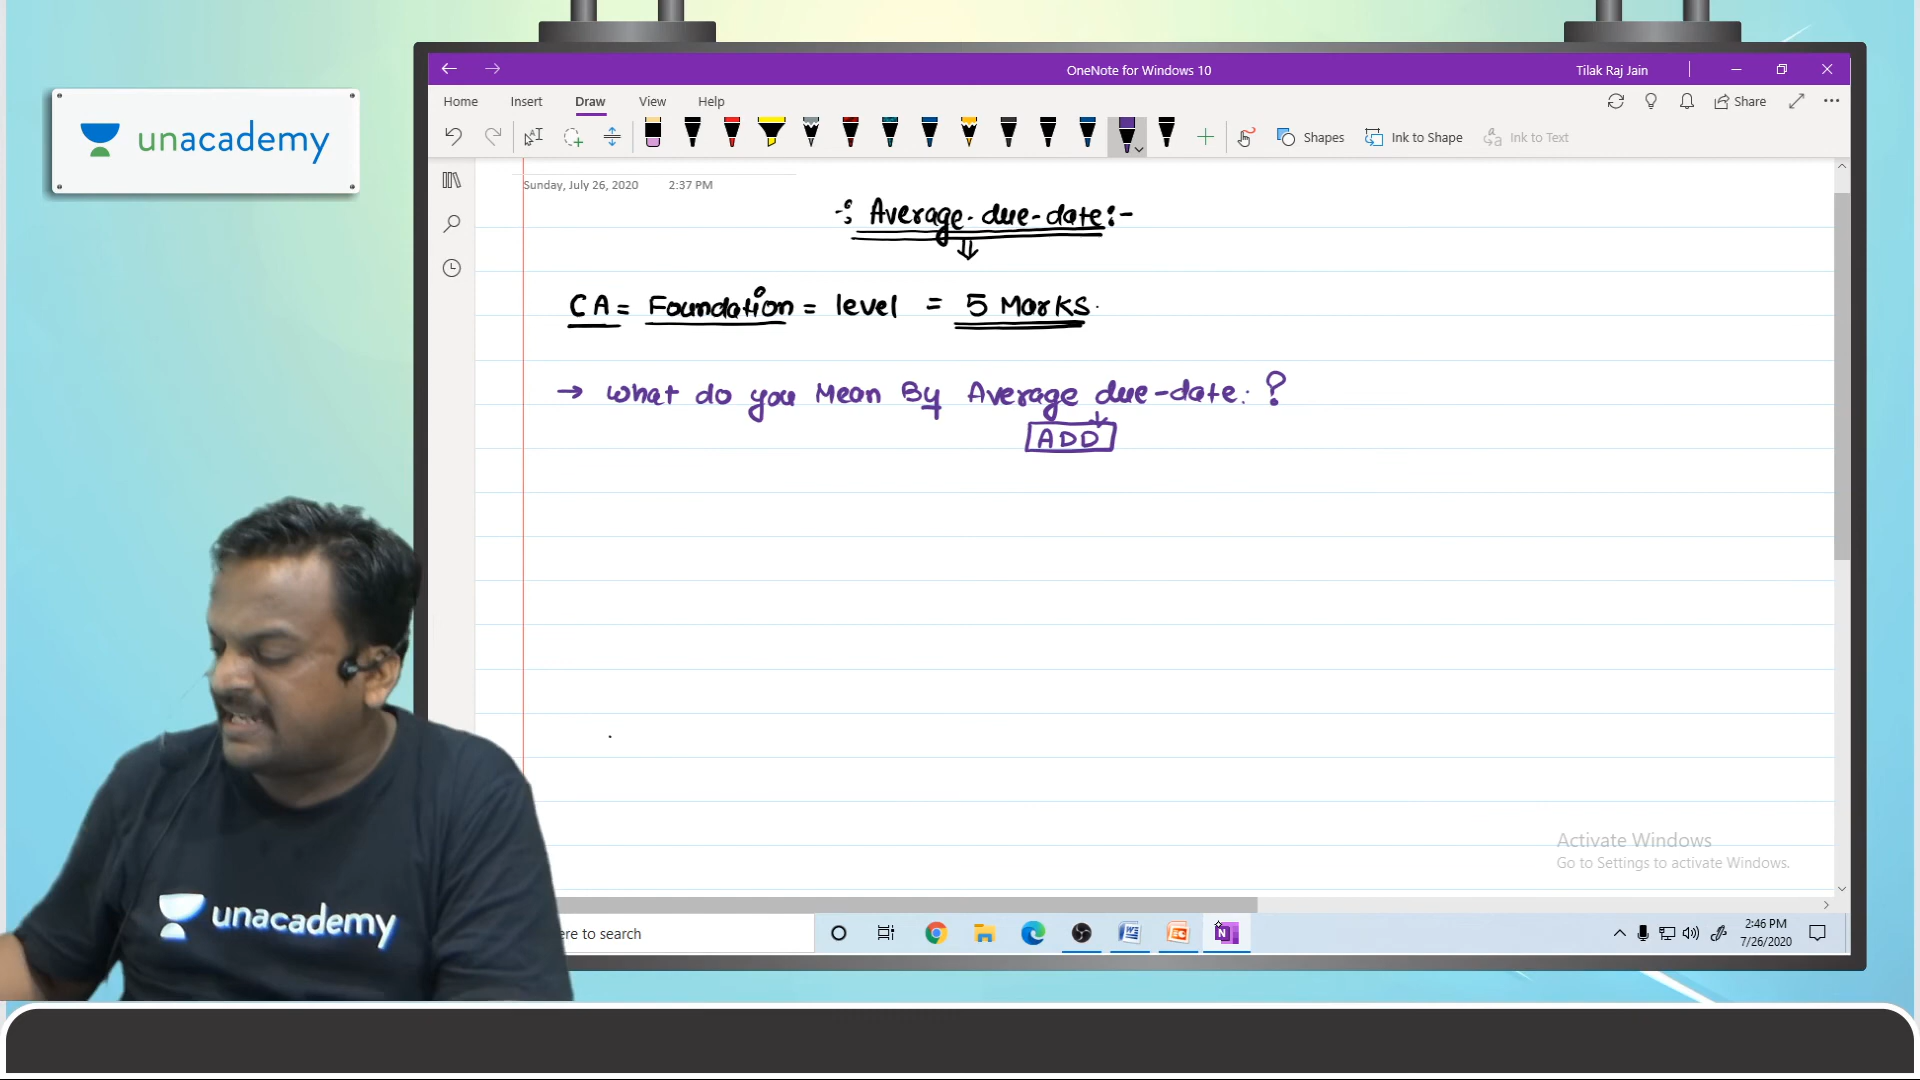 unacademy
OneNote for Windows 10
Tilak Raj Jain
Home Insert Draw View Help
Share
Shapes Ink to Shape Ink to Text
Sunday, July 26, 2020 2:37 PM
-: Average due-date:-
CA = Foundation = level = 5 Marks.
→ What do you Mean By Average due-date. ?
ADD
Activate Windows
Go to Settings to activate Windows.
unacademy
ere to search
2:46 PM
7/26/2020